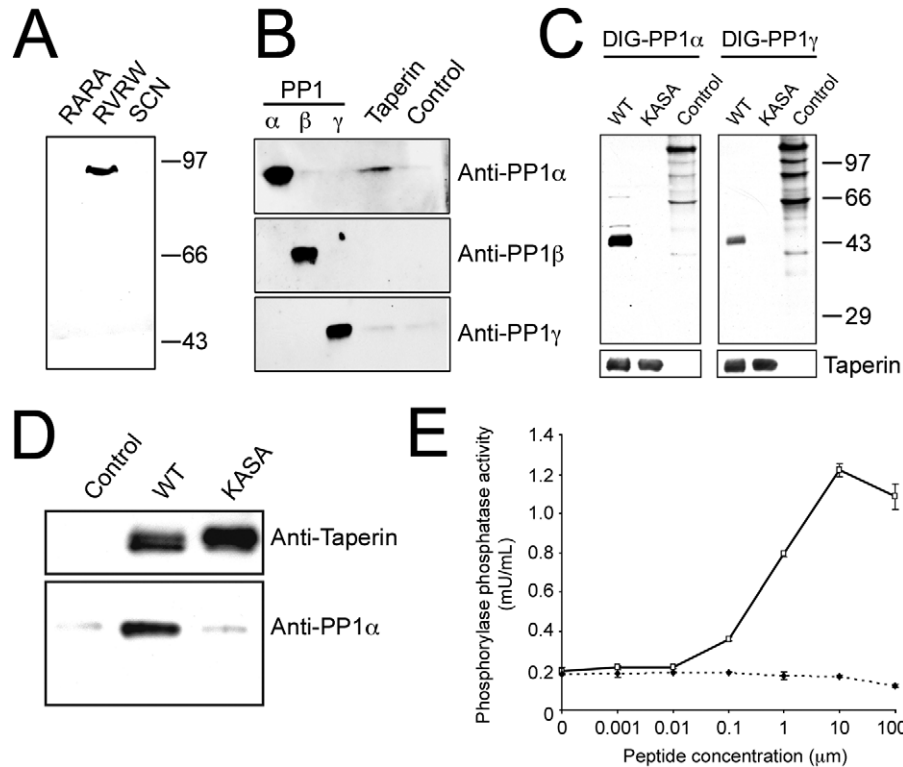 A
RARA
RVRW
SCN
97
66
43
B
PP1
α β γ Taperin Control
Anti-PP1α
Anti-PP1β
Anti-PP1γ
C
DIG-PP1α DIG-PP1γ
WT KASA Control WT KASA Control
97
66
43
29
Taperin
D
Control WT KASA
Anti-Taperin
Anti-PP1α
E
Phosphorylase phosphatase activity
(mU/mL)
1.4
1.2
1.0
0.8
0.4
0.2
0
0 0.001 0.01 0.1 1 10 100
Peptide concentration (μm)